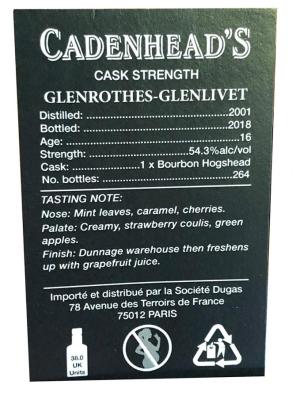 CADENHEAD'S
CASK STRENGTH
GLENROTHES-GLENLIVET
Distilled: ...............................................2001
Bottled: ..................................................2018
Age: ..........................................................16
Strength: ....................................54.3%alc/vol
Cask: ......................1 x Bourbon Hogshead
No. bottles: ..............................................264
TASTING NOTE:
Nose: Mint leaves, caramel, cherries.
Palate: Creamy, strawberry coulis, green
apples.
Finish: Dunnage warehouse then freshens
up with grapefruit juice.
Importé et distribué par la Société Dugas
78 Avenue des Terroirs de France
75012 PARIS
38.0
UK
Units